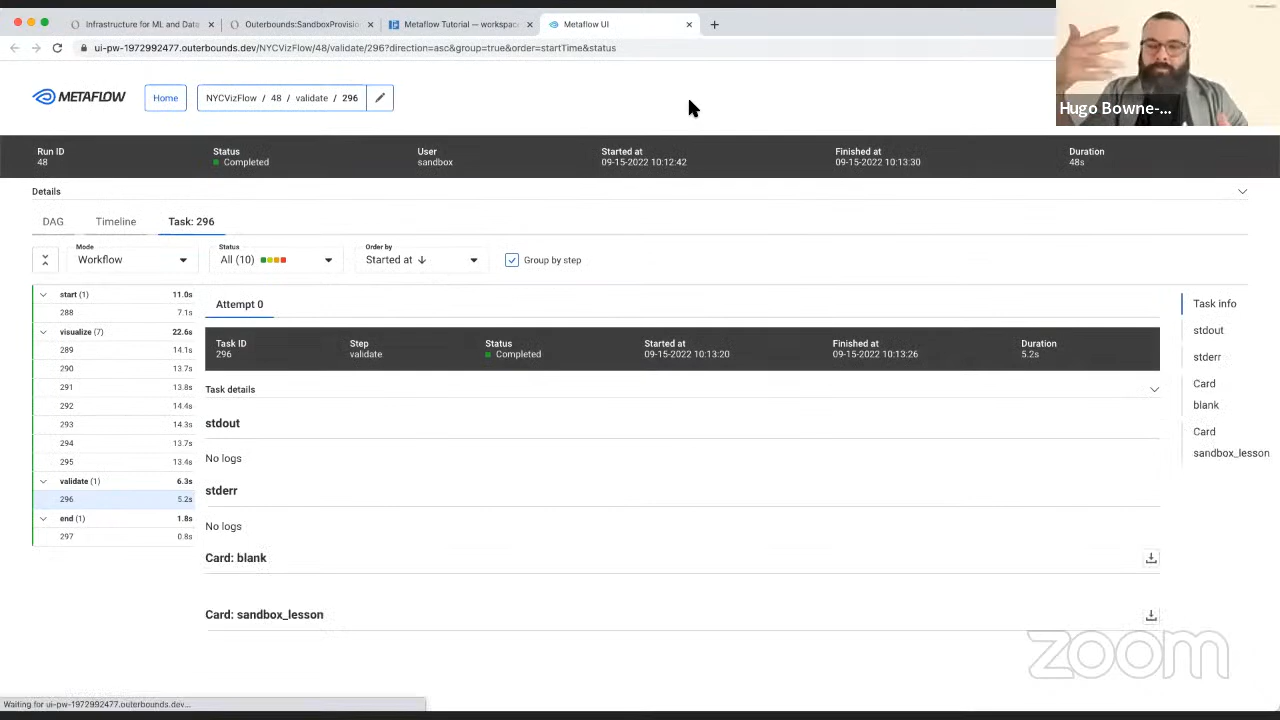 Infrastructure for ML and Data
Outerbounds:SandboxProvisio
Metaflow Tutorial — workspace
Metaflow UI
ui-pw-1972992477.outerbounds.dev/NYCVizFlow/48/validate/296?direction=asc&group=true&order=startTime&status
Hugo Bowne-...
METAFLOW
Home
NYCVizFlow / 48 / validate / 296
Run ID Status User Started at Finished at Duration
48 Completed sandbox 09-15-2022 10:12:42 09-15-2022 10:13:30 48s
Details
DAG Timeline Task: 296
Mode Status Order by
Workflow All (10) Started at ↓ Group by step
start (1) 11.0s
288 7.1s
visualize (7) 22.6s
289 14.1s
290 13.7s
291 13.8s
292 14.4s
293 14.3s
294 13.7s
295 13.4s
validate (1) 6.3s
296 5.2s
end (1) 1.8s
297 0.8s
Attempt 0
Task ID Step Status Started at Finished at Duration
296 validate Completed 09-15-2022 10:13:20 09-15-2022 10:13:26 5.2s
Task details
stdout
No logs
stderr
No logs
Card: blank
Card: sandbox_lesson
Task info
stdout
stderr
Card
blank
Card
sandbox_lesson
zoom
Waiting for ui-pw-1972992477.outerbounds.dev...